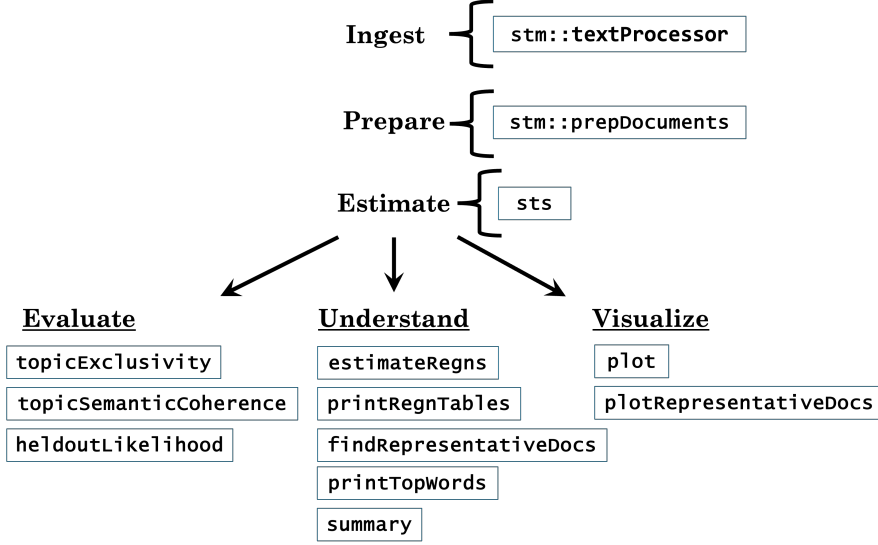 Ingest stm::textProcessor
Prepare stm::prepDocuments
Estimate sts
Evaluate
topicExclusivity
topicSemanticCoherence
heldoutLikelihood
Understand
estimateRegns
printRegnTables
findRepresentativeDocs
printTopWords
summary
Visualize
plot
plotRepresentativeDocs